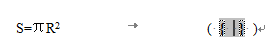 S=πR² → ( ( | ) )